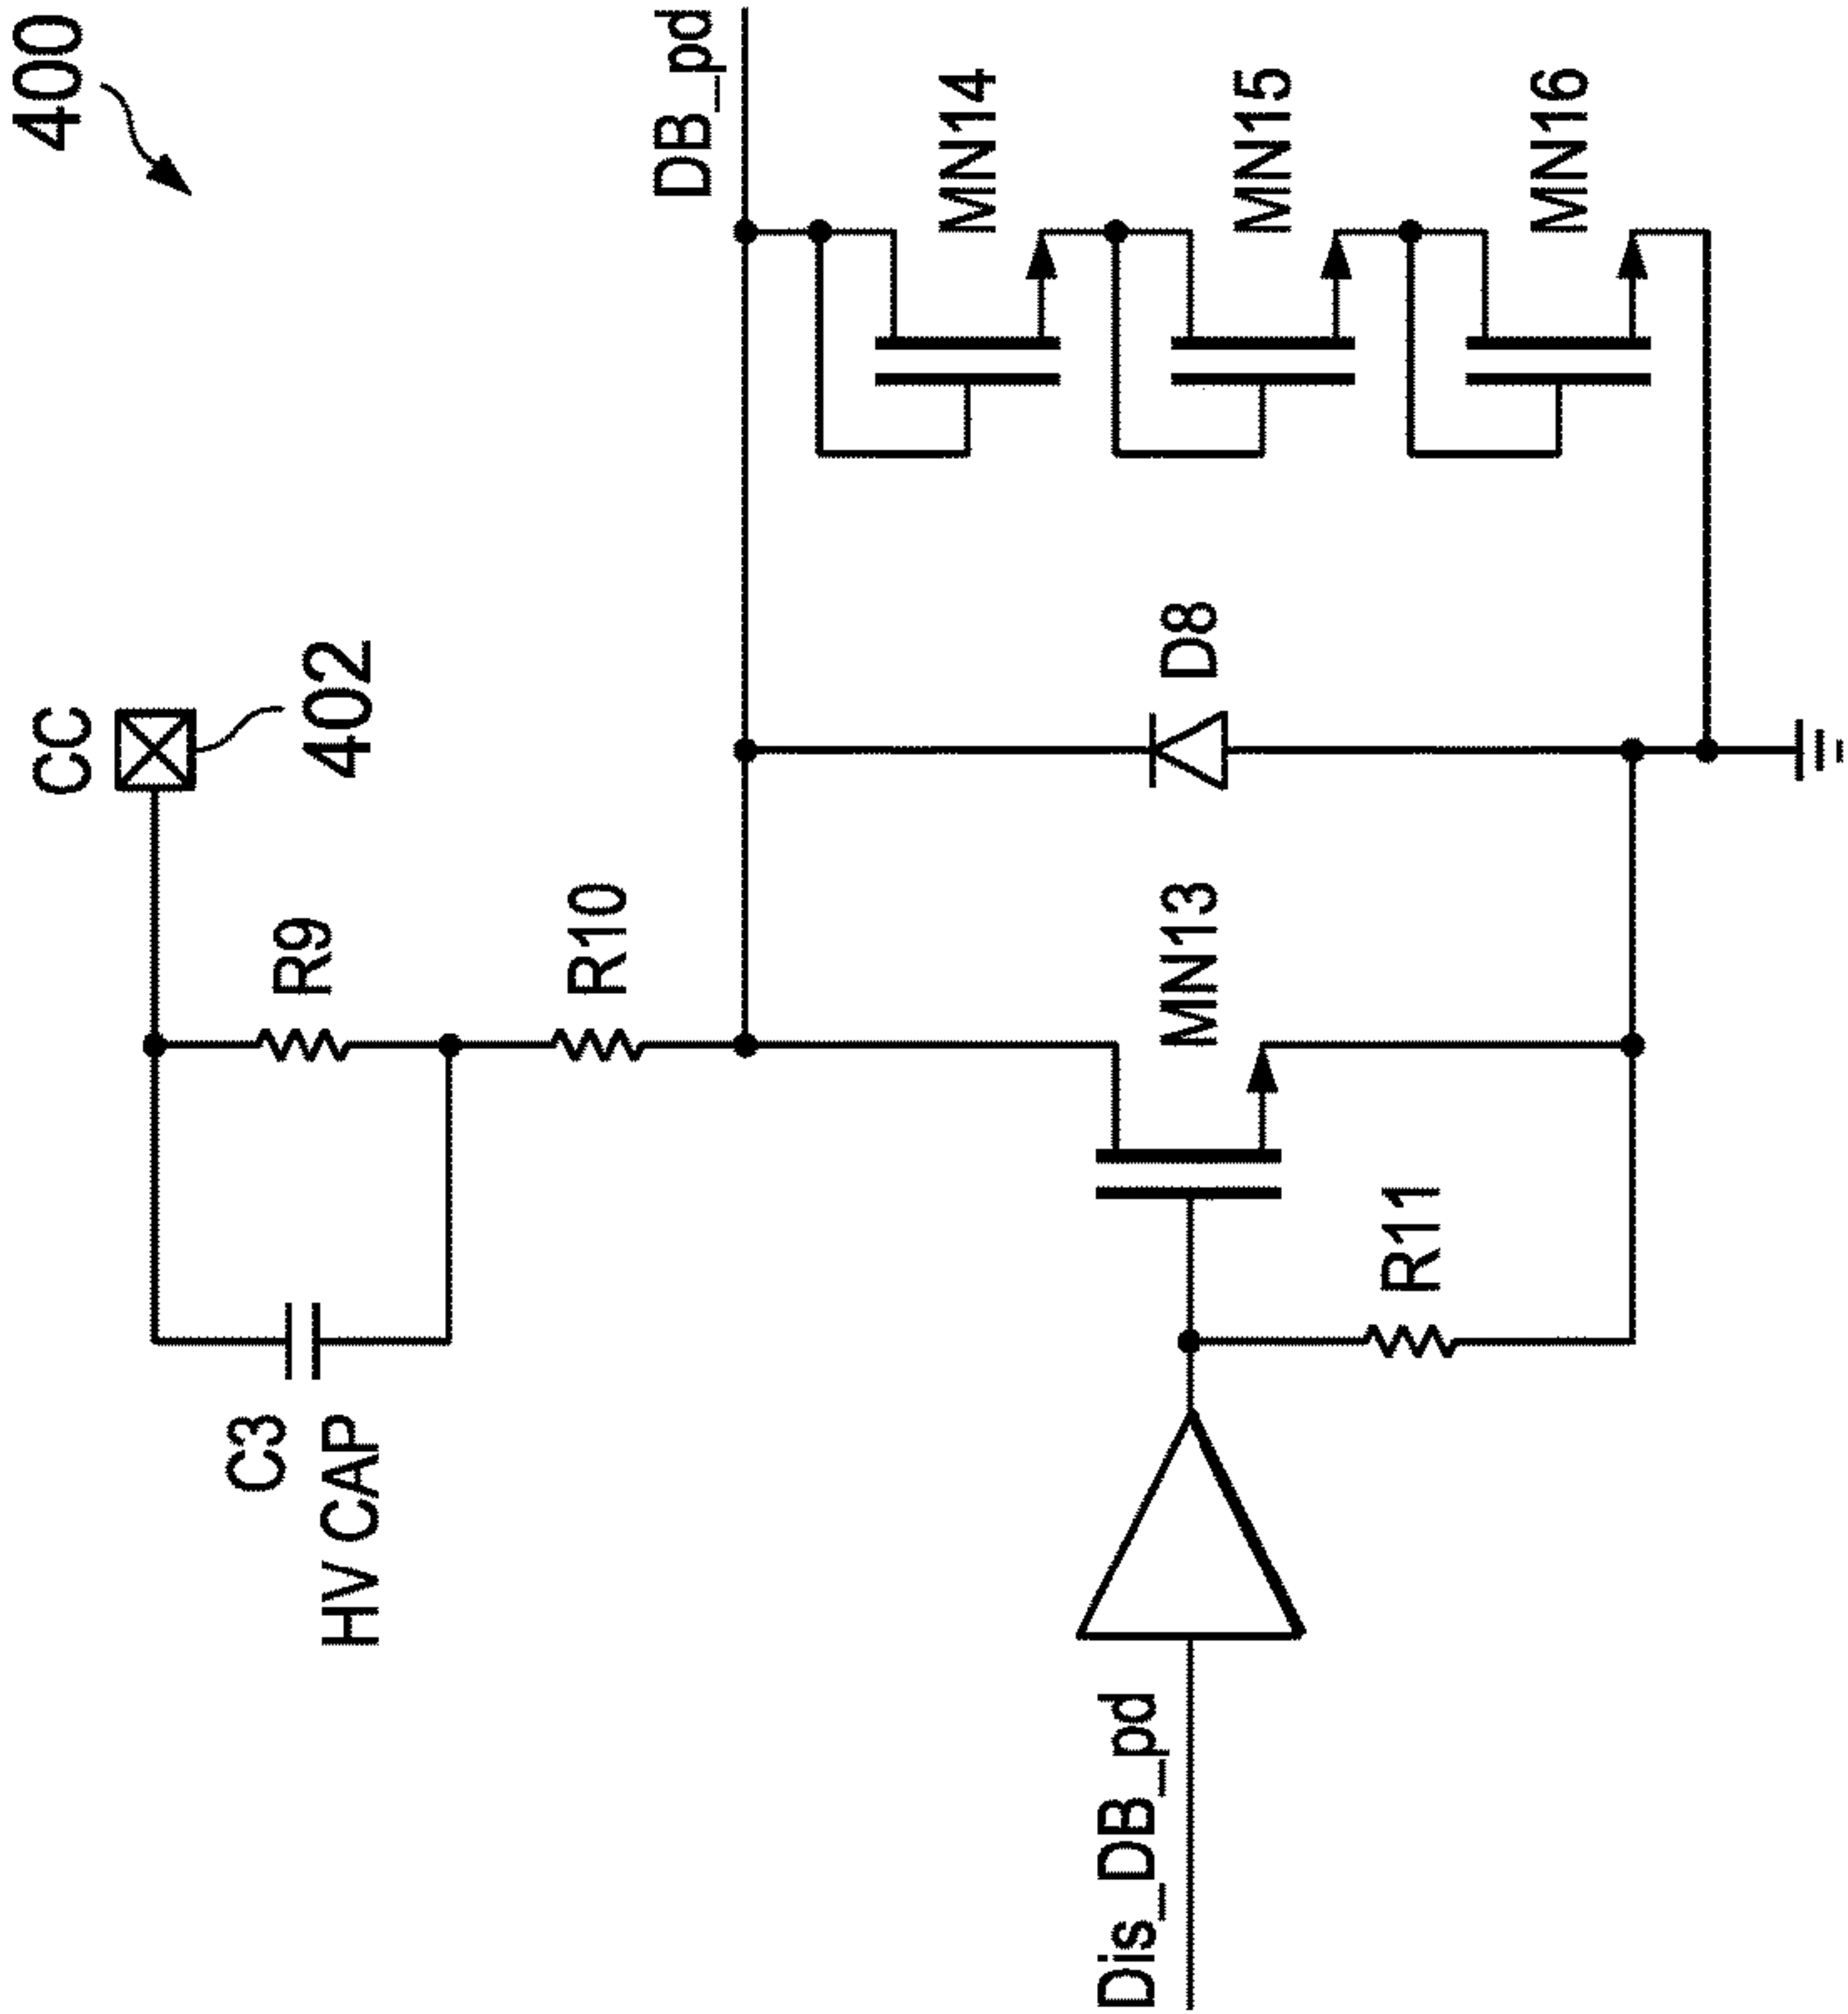 400
CC
402
C3
HV CAP
R9
R10
DB_pd
Dis_DB_pd
R11
MN13
D8
MN14
MN15
MN16